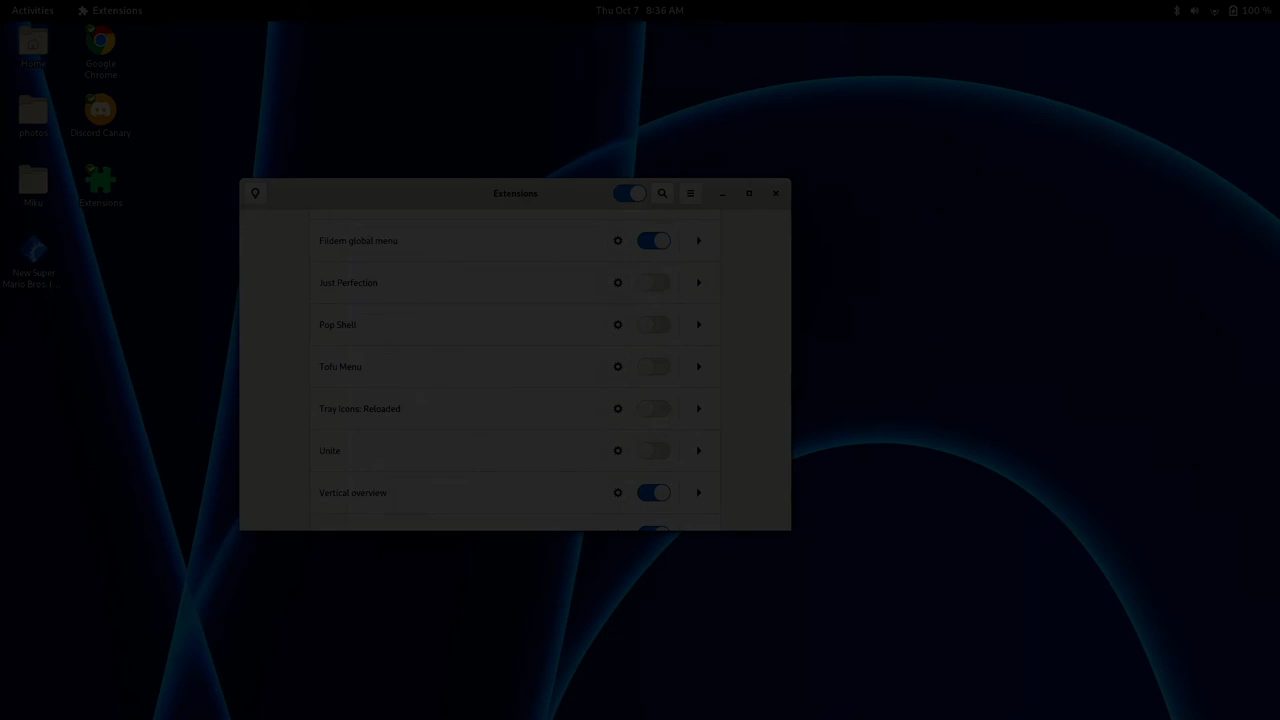 Activities
Extensions
Thu Oct 7 8:36 AM
100 %
Home
Google
Chrome
photos
Discord Canary
Miku
Extensions
New Super
Mario Bros. (...
Extensions
Fildem global menu
Just Perfection
Pop Shell
Tofu Menu
Tray Icons: Reloaded
Unite
Vertical overview